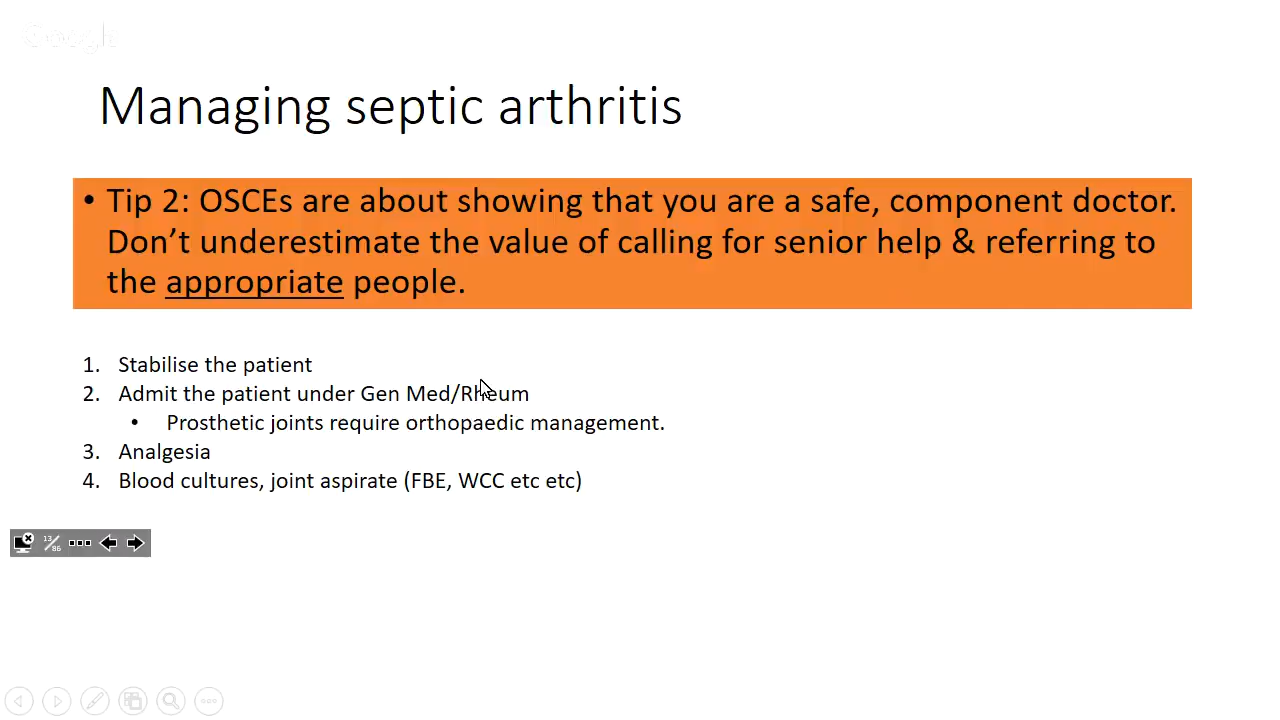 Google
Managing septic arthritis
• Tip 2: OSCEs are about showing that you are a safe, component doctor.
Don’t underestimate the value of calling for senior help & referring to
the appropriate people.
1. Stabilise the patient
2. Admit the patient under Gen Med/Rheum
• Prosthetic joints require orthopaedic management.
3. Analgesia
4. Blood cultures, joint aspirate (FBE, WCC etc etc)
13/86